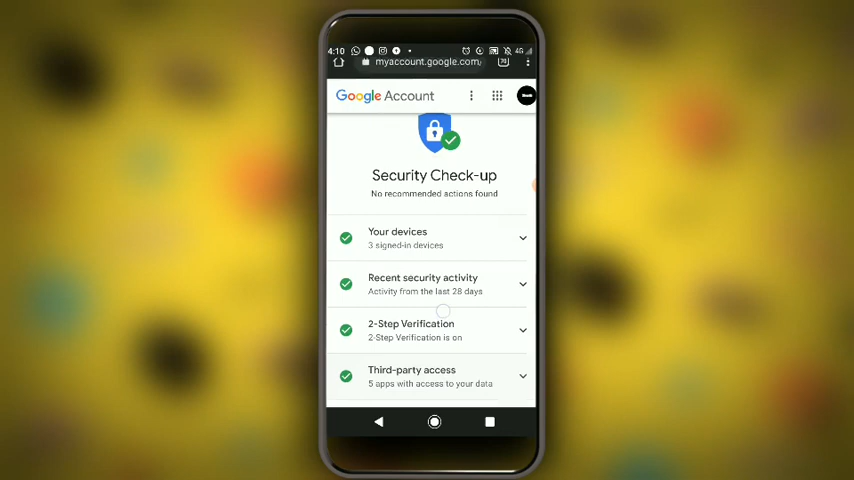 4:10 4G
myaccount.google.com/
Google Account
Security Check-up
No recommended actions found
Your devices
3 signed-in devices
Recent security activity
Activity from the last 28 days
2-Step Verification
2-Step Verification is on
Third-party access
5 apps with access to your data